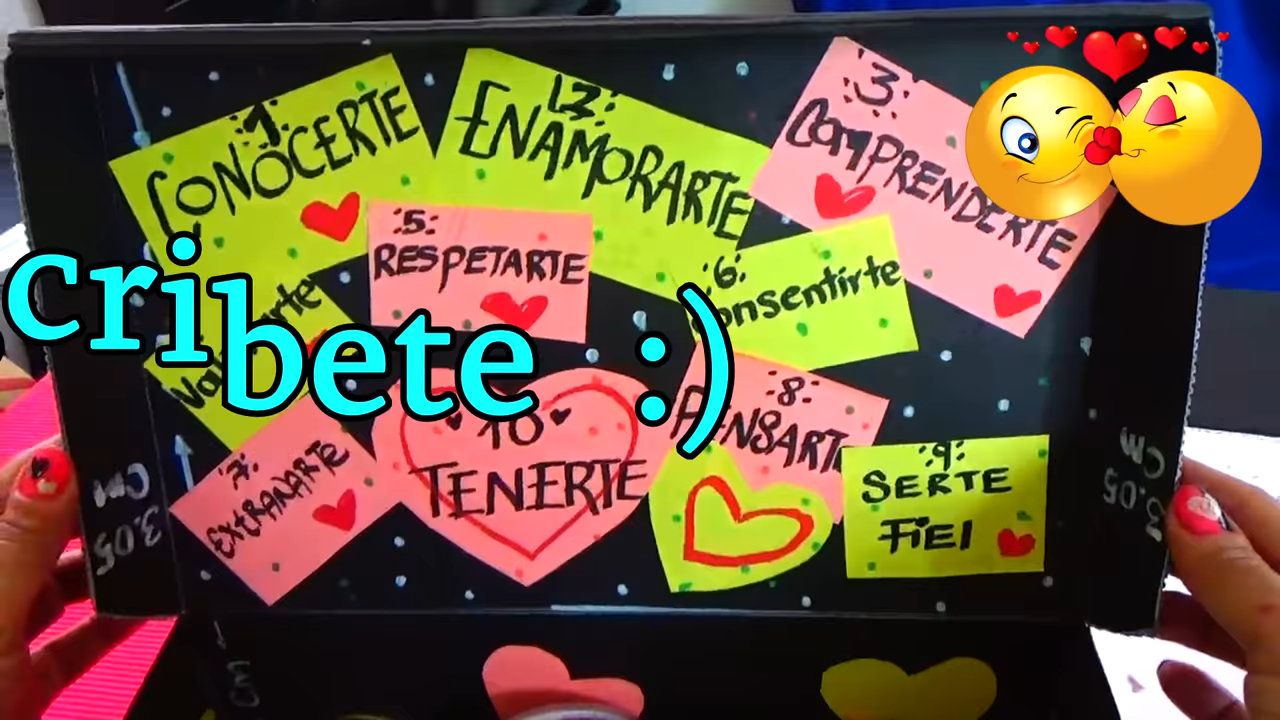 :1:
CONOCERTE
:2:
ENAMORARTE
:3:
COMPRENDERTE
:5:
RESPETARTE
:6:
consentirte
cribete :)
:7:
EXTRAÑARTE
10
TENERTE
:8:
PENSARTE
:9:
SERTE
FiEl
3.05
CM
3.05
CM